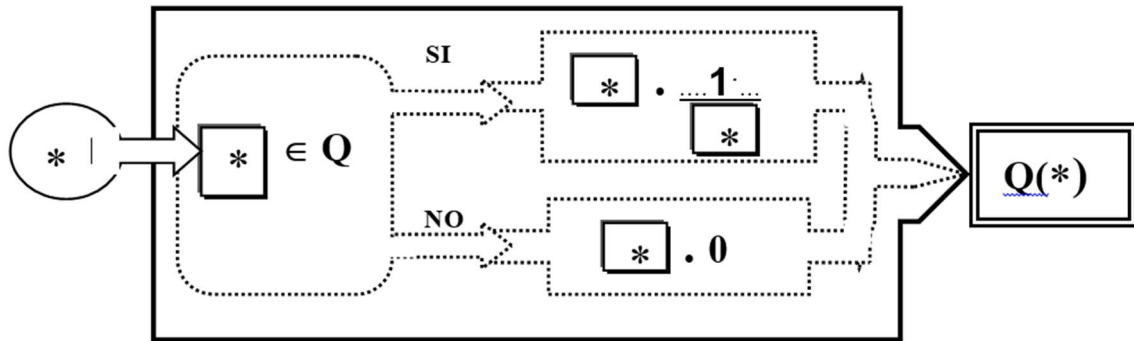 *
* ∈ Q
SI
* · 1
*
NO
* . 0
Q(*)